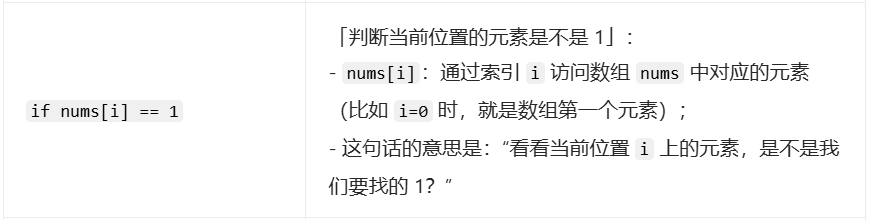 if nums[i] == 1
「判断当前位置的元素是不是 1」：
- nums[i]：通过索引 i 访问数组 nums 中对应的元素
（比如 i=0 时，就是数组第一个元素）；
- 这句话的意思是：“看看当前位置 i 上的元素，是不是我
们要找的 1？”